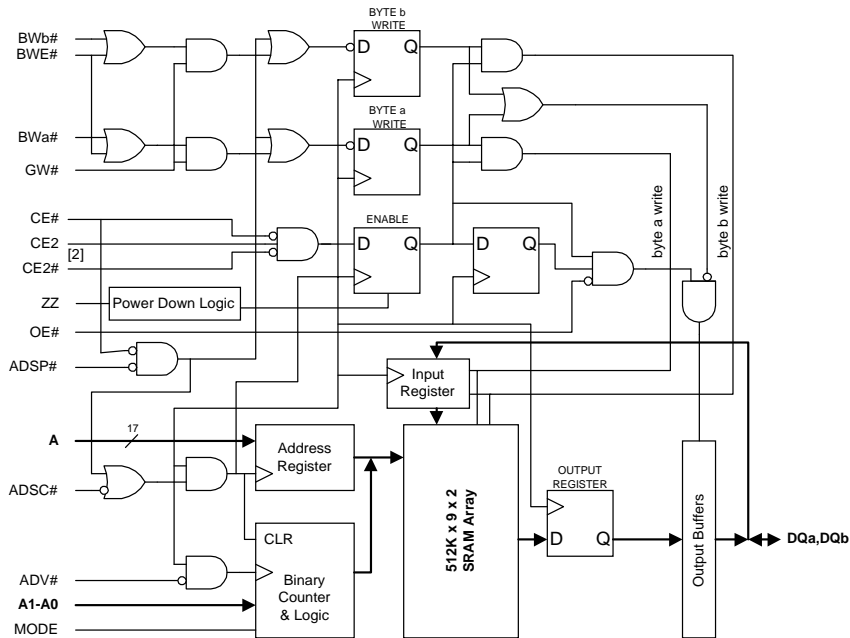 BYTE b
WRITE
BWb#
BWE#
D Q
BYTE a
WRITE
BWa#
D Q
GW#
byte a write
byte b write
CE#
ENABLE
CE2
D Q
D Q
[2]
CE2#
ZZ
Power Down Logic
OE#
ADSP#
Input
Register
A
17
Address
Register
ADSC#
OUTPUT
REGISTER
512K x 9 x 2
SRAM Array
D Q
Output Buffers
DQa,DQb
CLR
ADV#
Binary
Counter
& Logic
A1-A0
MODE